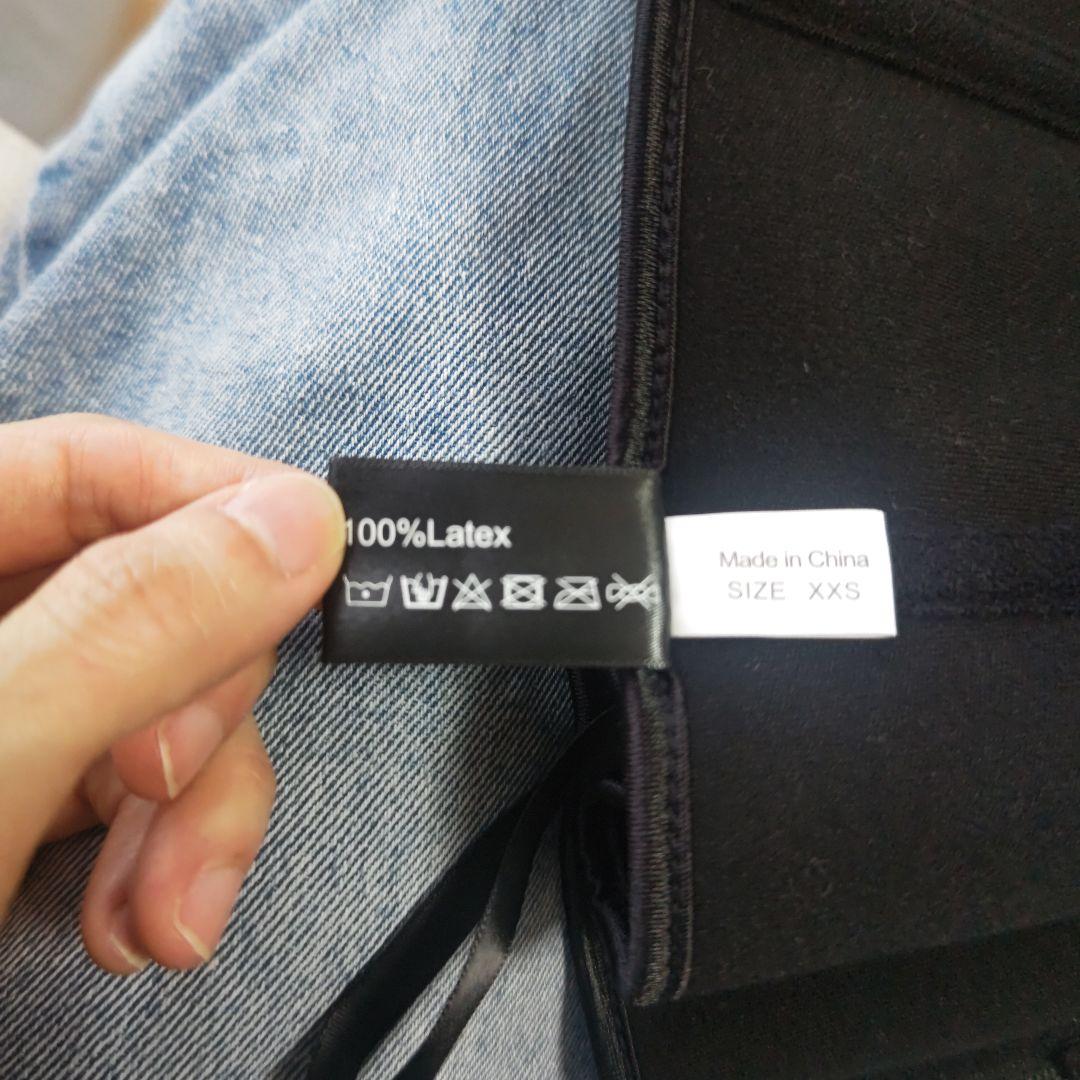 100%Latex
Made in China
SIZE XXS